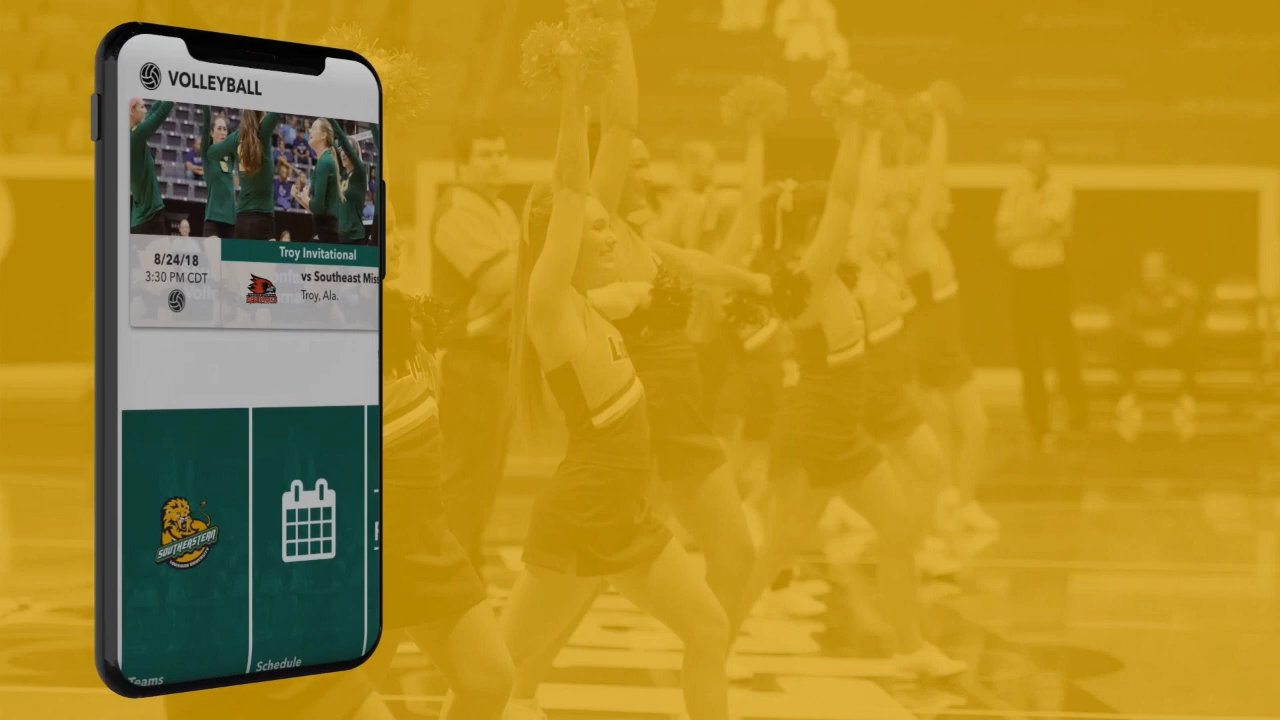 VOLLEYBALL
Troy Invitational
8/24/18
3:30 PM CDT
vs Southeast Miss
Troy, Ala.
SOUTHEASTERN
Schedule
Teams